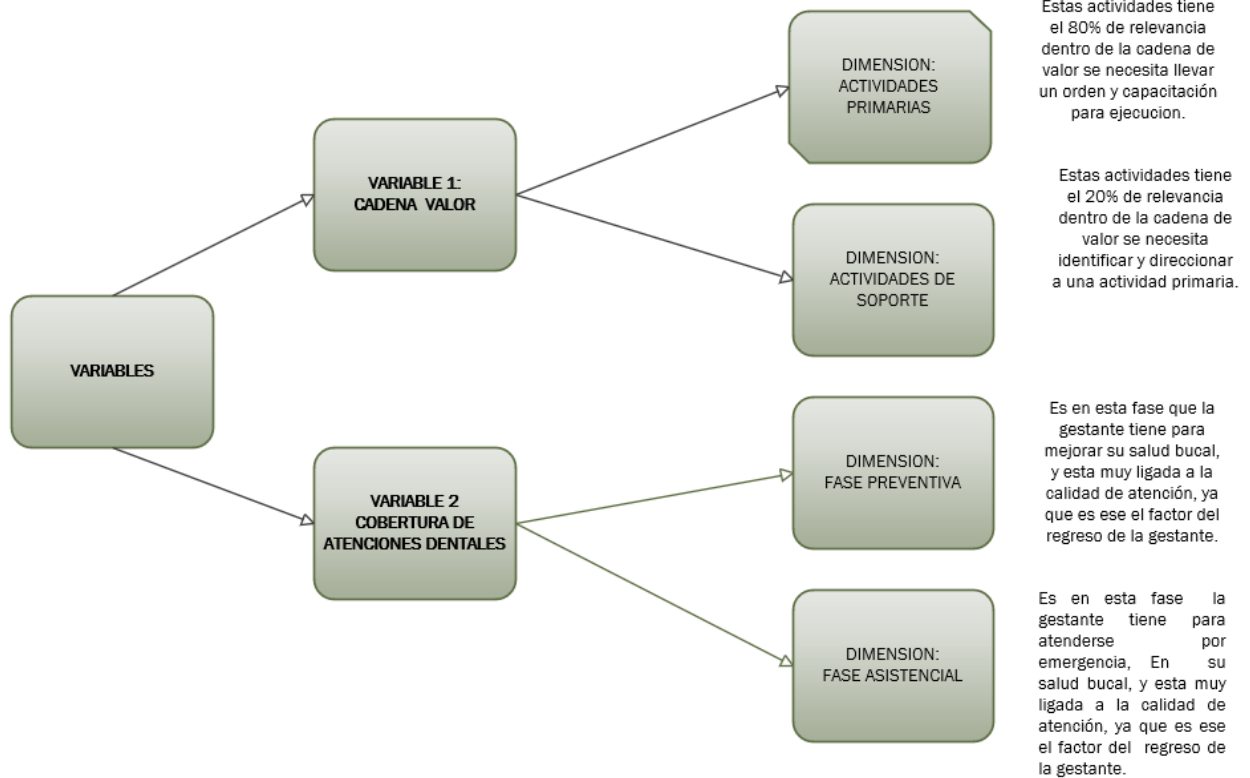 VARIABLES
VARIABLE 1:
CADENA VALOR
VARIABLE 2
COBERTURA DE
ATENCIONES DENTALES
DIMENSION:
ACTIVIDADES
PRIMARIAS
Estas actividades tiene
el 80% de relevancia
dentro de la cadena de
valor se necesita llevar
un orden y capacitación
para ejecucion.
DIMENSION:
ACTIVIDADES DE
SOPORTE
Estas actividades tiene
el 20% de relevancia
dentro de la cadena de
valor se necesita
identificar y direccionar
a una actividad primaria.
DIMENSION:
FASE PREVENTIVA
Es en esta fase que la
gestante tiene para
mejorar su salud bucal,
y esta muy ligada a la
calidad de atención, ya
que es ese el factor del
regreso de la gestante.
DIMENSION:
FASE ASISTENCIAL
Es en esta fase la
gestante tiene para
atenderse por
emergencia, En su
salud bucal, y esta muy
ligada a la calidad de
atención, ya que es ese
el factor del regreso de
la gestante.